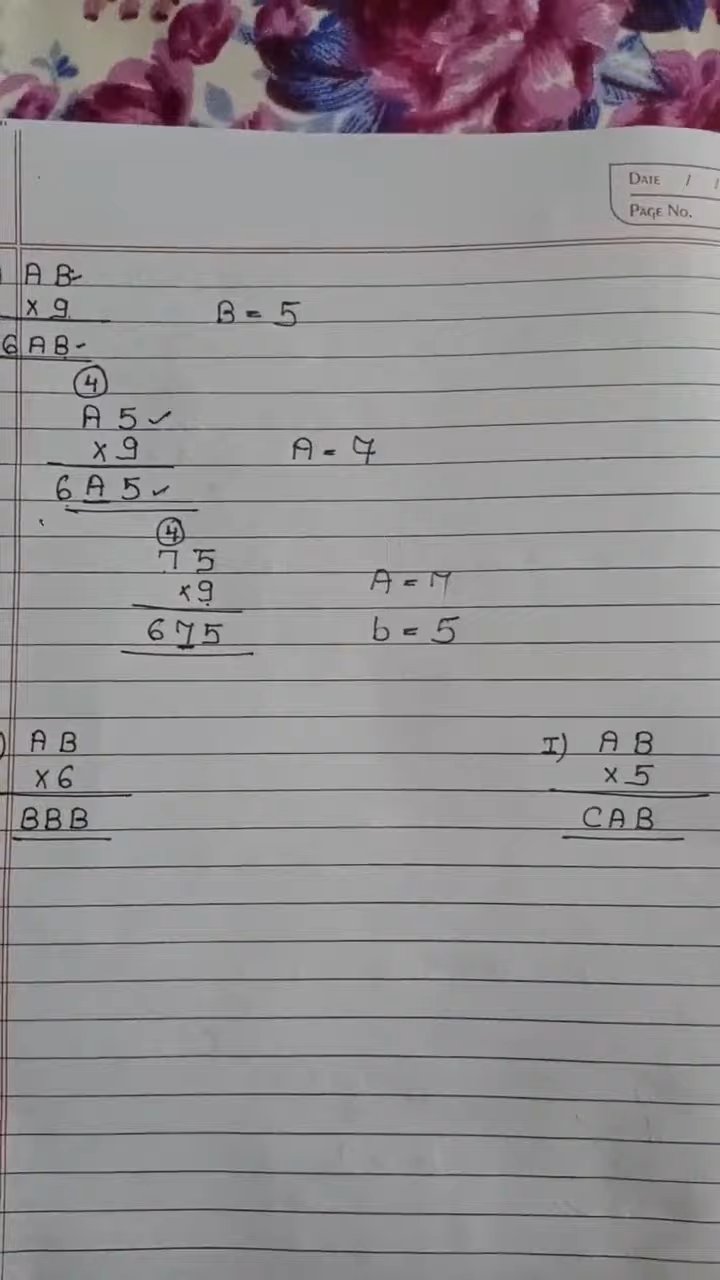 DATE / /
PAGE NO.
) A B-
× 9
B = 5
6 A B -
4
A 5 ✓
× 9
A = 7
6 A 5 ✓
4
7 5
× 9
A = 7
6 7 5
b = 5
) A B
× 6
B B B
I) A B
× 5
C A B